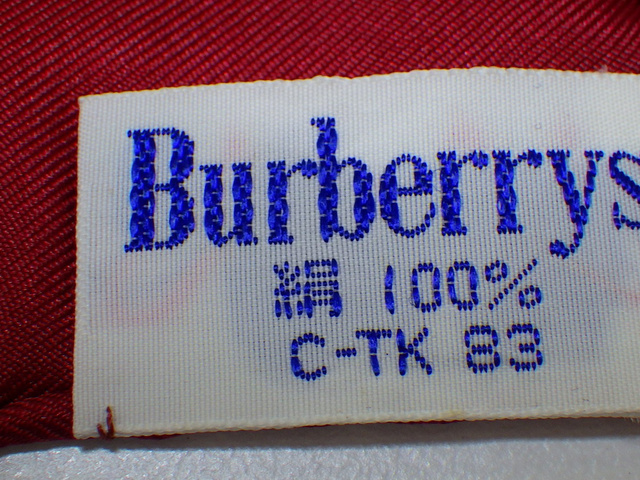 Burberrys
絹 100%
C-TK 83